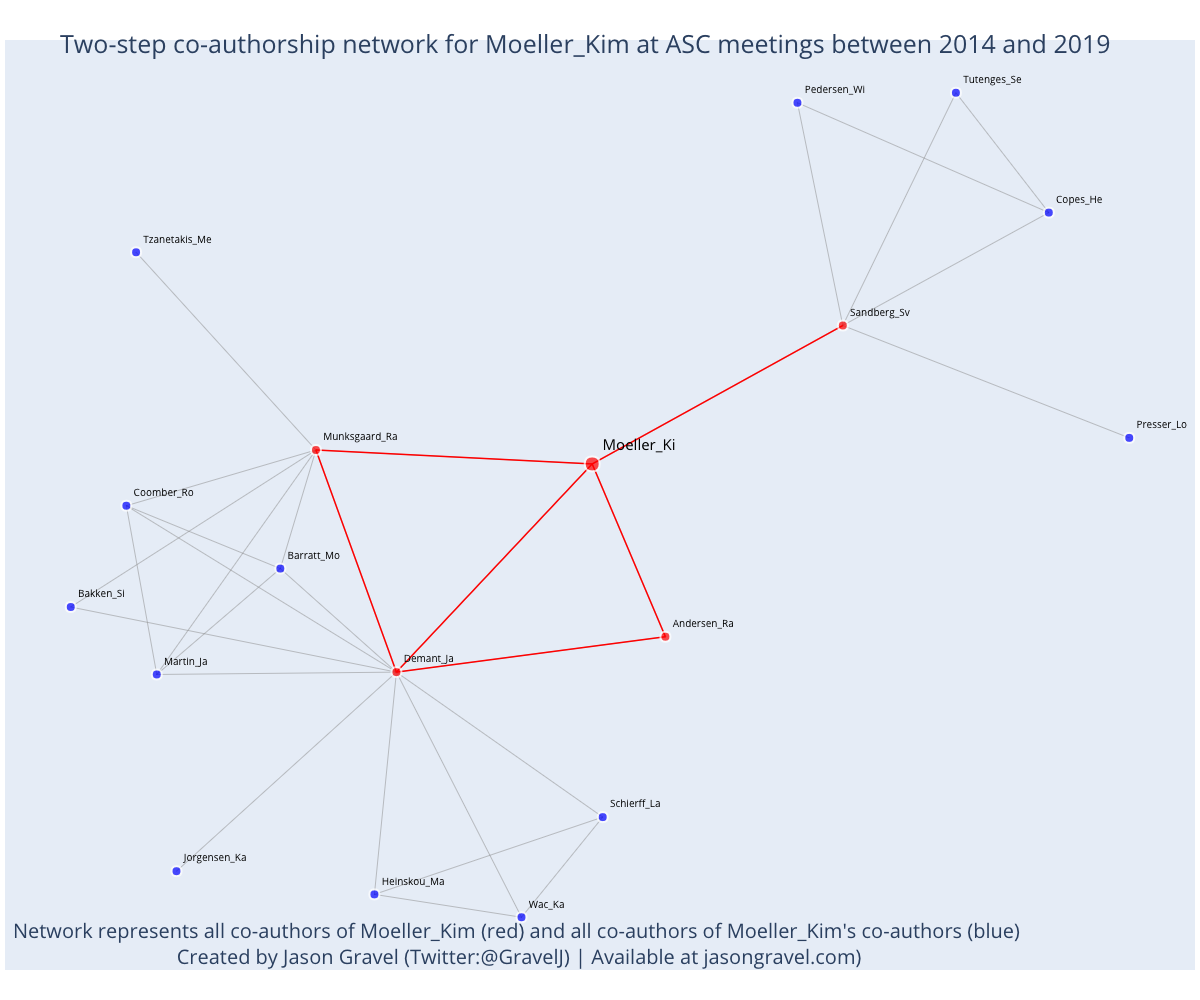 Two-step co-authorship network for Moeller_Kim at ASC meetings between 2014 and 2019
Tutenges_Se
Pedersen_Wi
Copes_He
Tzanetakis_Me
Sandberg_Sv
Presser_Lo
Munksgaard_Ra
Moeller_Ki
Coomber_Ro
Barratt_Mo
Bakken_Si
Andersen_Ra
Demant_Ja
Martin_Ja
Schierff_La
Jorgensen_Ka
Heinskou_Ma
Wac_Ka
Network represents all co-authors of Moeller_Kim (red) and all co-authors of Moeller_Kim's co-authors (blue)
Created by Jason Gravel (Twitter:@GravelJ) | Available at jasongravel.com)